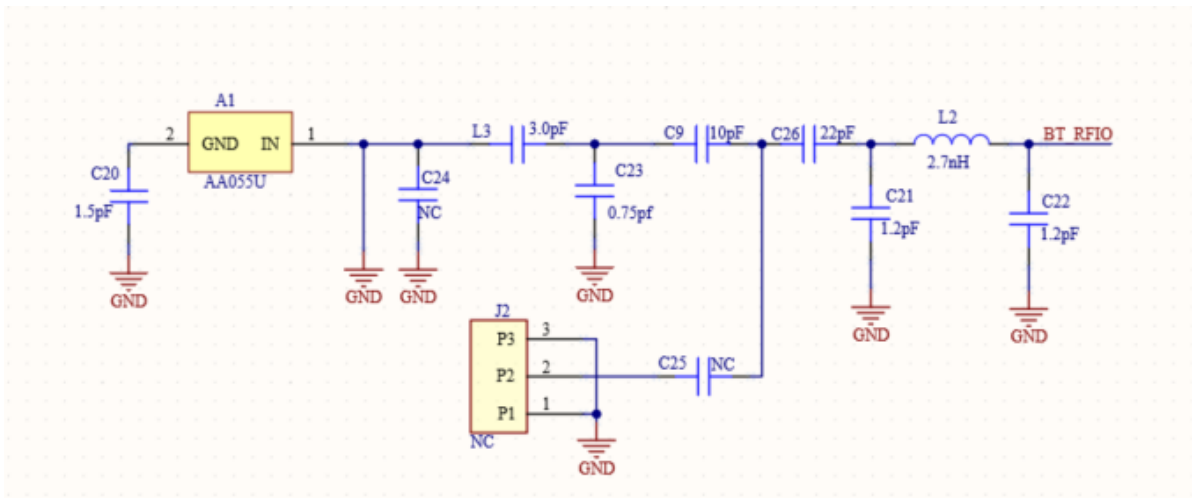 A1
2 GND IN 1
AA055U
C20
1.5pF
GND
GND
C24
NC
GND
L3 3.0pF
C23
0.75pf
GND
C9 10pF
C26 22pF
C21
1.2pF
GND
L2
2.7nH
BT_RFIO
C22
1.2pF
GND
J2
P3 3
P2 2
P1 1
NC
C25 NC
GND